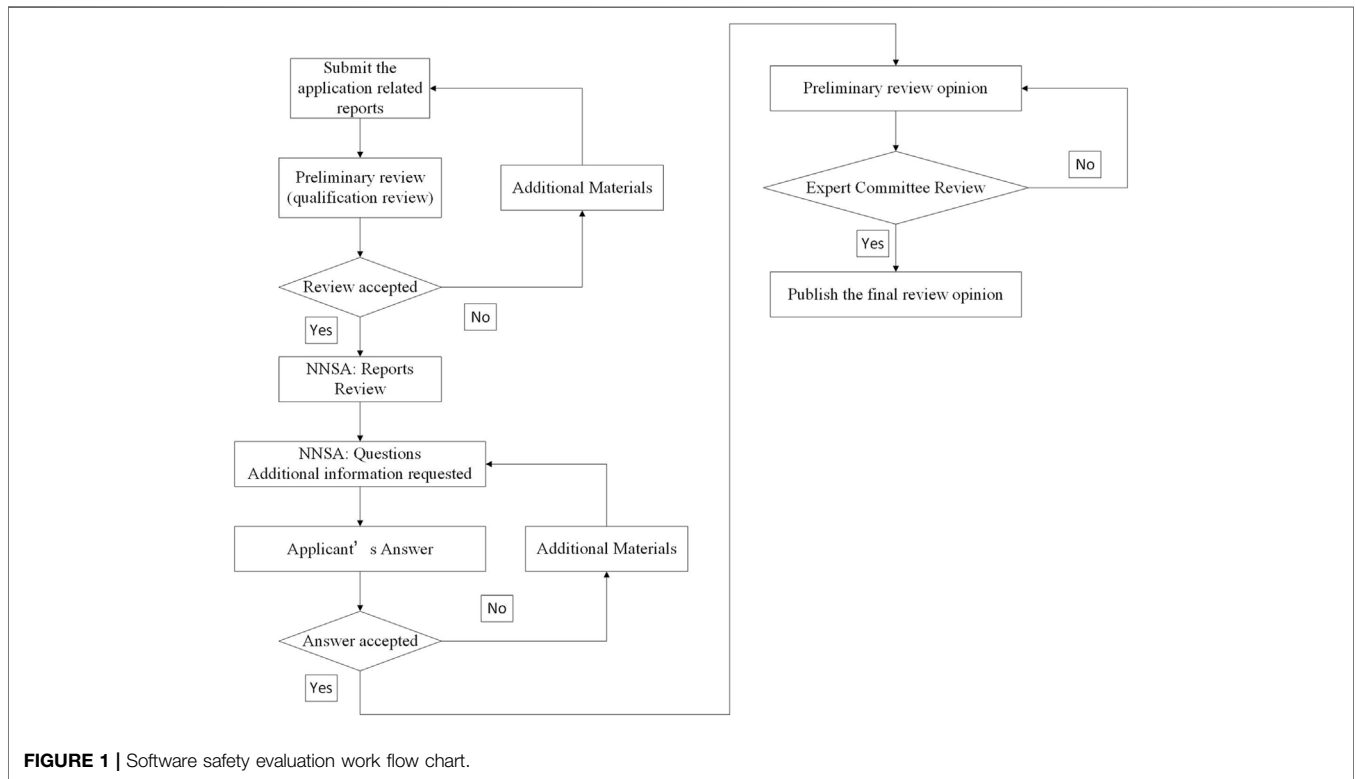 Submit the
application related
reports
Preliminary review
(qualification review)
Additional Materials
Review accepted
No
Yes
NNSA: Reports
Review
NNSA: Questions
Additional information requested
Applicant’ s Answer
Additional Materials
No
Answer accepted
Yes
Preliminary review opinion
No
Expert Committee Review
Yes
Publish the final review opinion
FIGURE 1 | Software safety evaluation work flow chart.